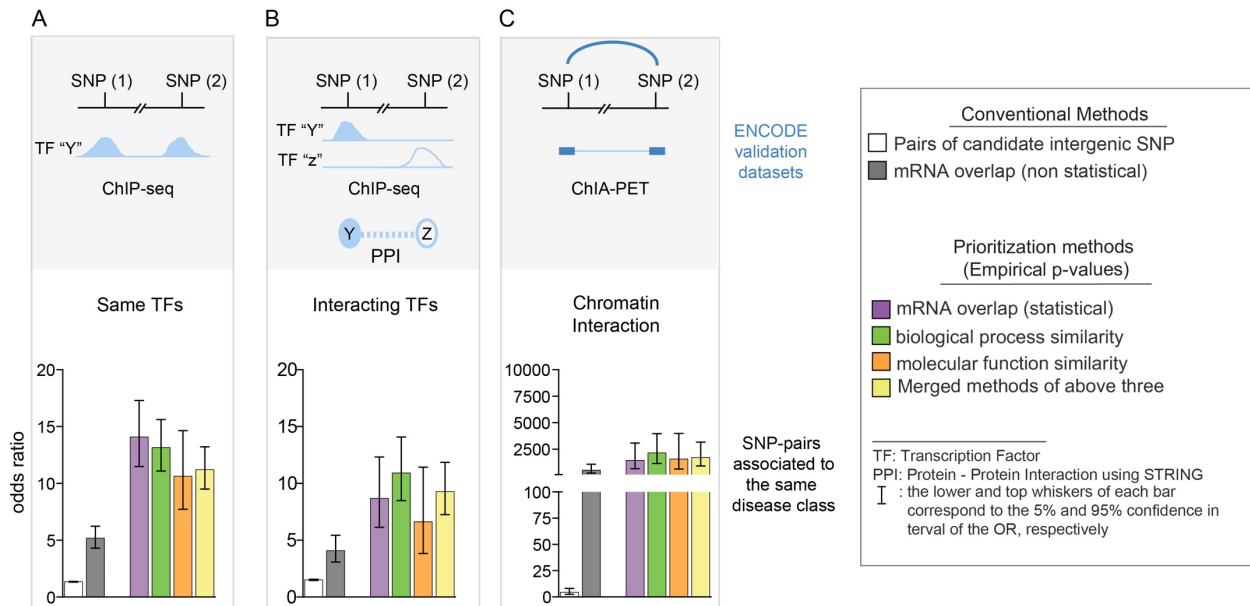 A
SNP (1)
SNP (2)
TF “Y”
ChIP-seq
Same TFs
odds ratio
20
15
10
5
0
B
SNP (1)
SNP (2)
TF “Y”
TF “z”
ChIP-seq
Y
Z
PPI
Interacting TFs
20
15
10
5
0
C
SNP (1)
SNP (2)
ChIA-PET
Chromatin
Interaction
10000
7500
5000
2500
100
75
50
25
0
ENCODE
validation
datasets
SNP-pairs
associated to
the same
disease class
Conventional Methods
Pairs of candidate intergenic SNP
mRNA overlap (non statistical)
Prioritization methods
(Empirical p-values)
mRNA overlap (statistical)
biological process similarity
molecular function similarity
Merged methods of above three
TF: Transcription Factor
PPI: Protein - Protein Interaction using STRING
: the lower and top whiskers of each bar
correspond to the 5% and 95% confidence in
terval of the OR, respectively